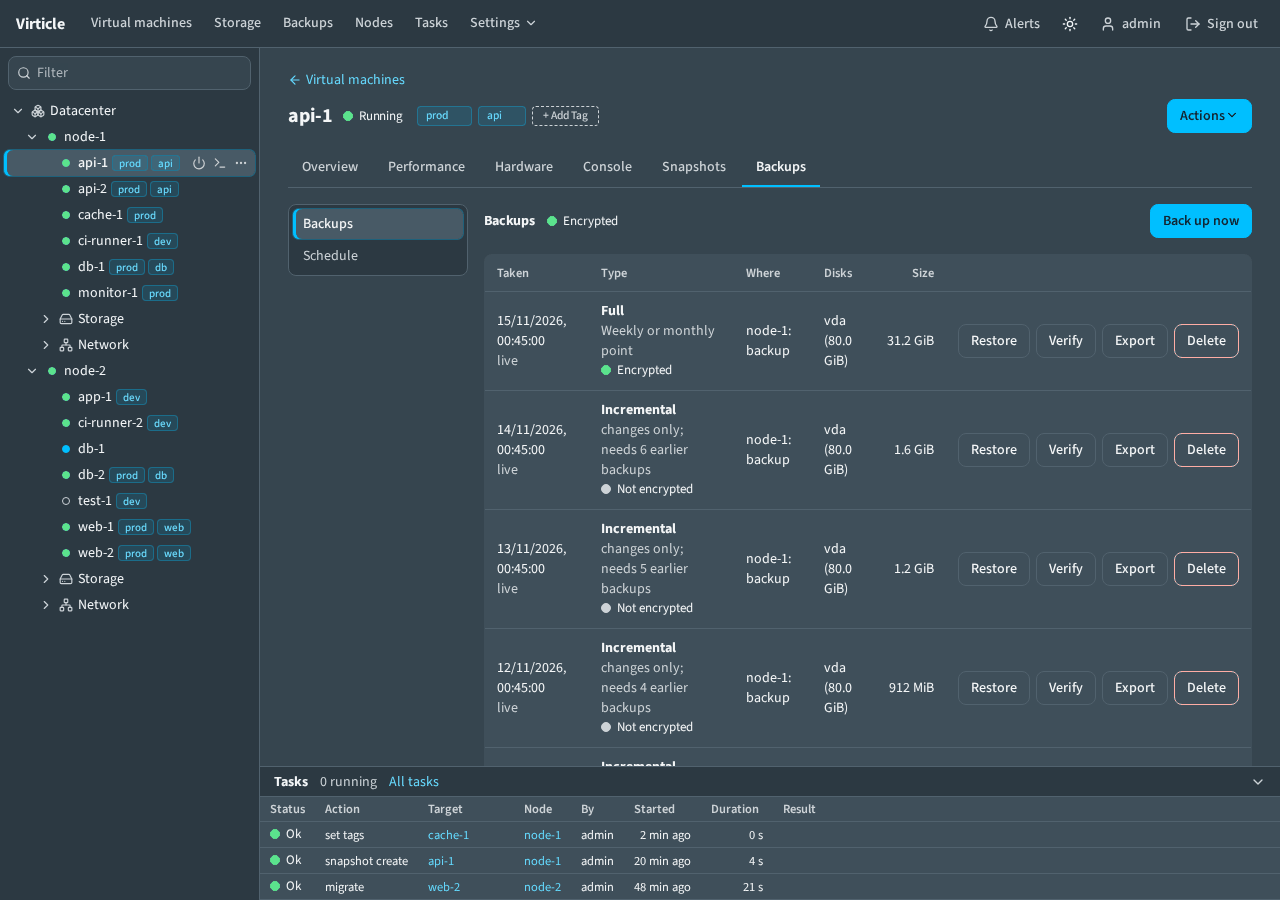 Virticle
Virtual machines
Storage
Backups
Nodes
Tasks
Settings
Alerts
admin
Sign out
Filter
Datacenter
node-1
api-1 prod api
api-2 prod api
cache-1 prod
ci-runner-1 dev
db-1 prod db
monitor-1 prod
Storage
Network
node-2
app-1 dev
ci-runner-2 dev
db-1
db-2 prod db
test-1 dev
web-1 prod web
web-2 prod web
Storage
Network
← Virtual machines
api-1 Running prod api + Add Tag
Actions
Overview
Performance
Hardware
Console
Snapshots
Backups
Backups
Schedule
Backups Encrypted
Back up now
Taken Type Where Disks Size
15/11/2026,
00:45:00
live
Full
Weekly or monthly
point
Encrypted
node-1:
backup
vda
(80.0
GiB)
31.2 GiB
Restore Verify Export Delete
14/11/2026,
00:45:00
live
Incremental
changes only;
needs 6 earlier
backups
Not encrypted
node-1:
backup
vda
(80.0
GiB)
1.6 GiB
Restore Verify Export Delete
13/11/2026,
00:45:00
live
Incremental
changes only;
needs 5 earlier
backups
Not encrypted
node-1:
backup
vda
(80.0
GiB)
1.2 GiB
Restore Verify Export Delete
12/11/2026,
00:45:00
live
Incremental
changes only;
needs 4 earlier
backups
Not encrypted
node-1:
backup
vda
(80.0
GiB)
912 MiB
Restore Verify Export Delete
Incremental
Tasks 0 running All tasks
Status Action Target Node By Started Duration Result
Ok set tags cache-1 node-1 admin 2 min ago 0 s
Ok snapshot create api-1 node-1 admin 20 min ago 4 s
Ok migrate web-2 node-2 admin 48 min ago 21 s